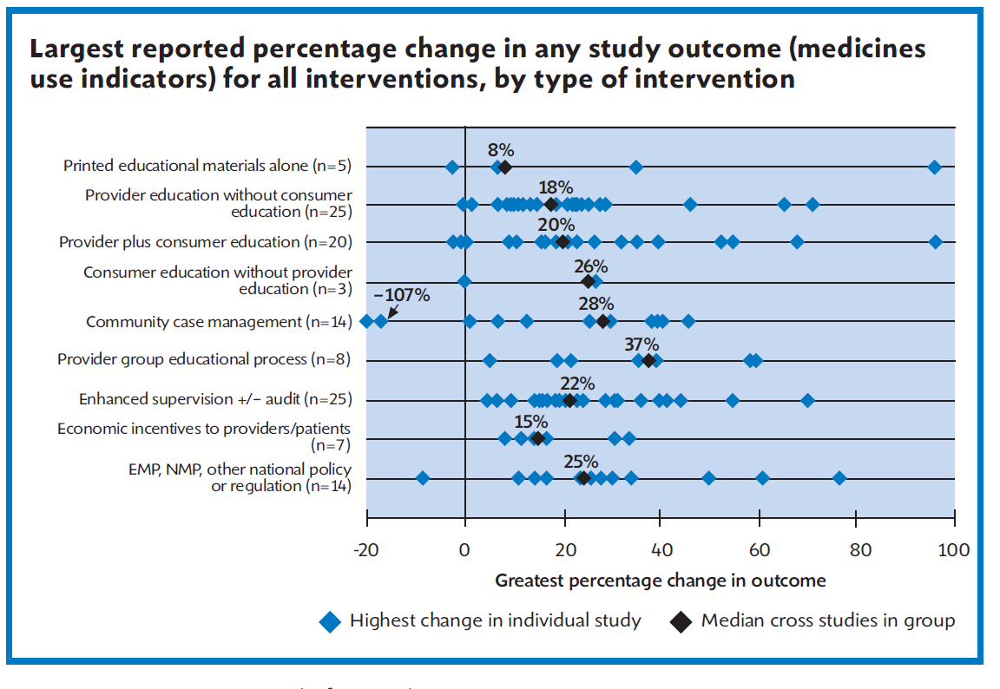 Largest reported percentage change in any study outcome (medicines
use indicators) for all interventions, by type of intervention
Printed educational materials alone (n=5)
8%
Provider education without consumer
education (n=25)
18%
Provider plus consumer education (n=20)
20%
Consumer education without provider
education (n=3)
26%
−107%
Community case management (n=14)
28%
Provider group educational process (n=8)
37%
Enhanced supervision +/− audit (n=25)
22%
Economic incentives to providers/patients
(n=7)
15%
EMP, NMP, other national policy
or regulation (n=14)
25%
-20 0 20 40 60 80 100
Greatest percentage change in outcome
Highest change in individual study
Median cross studies in group